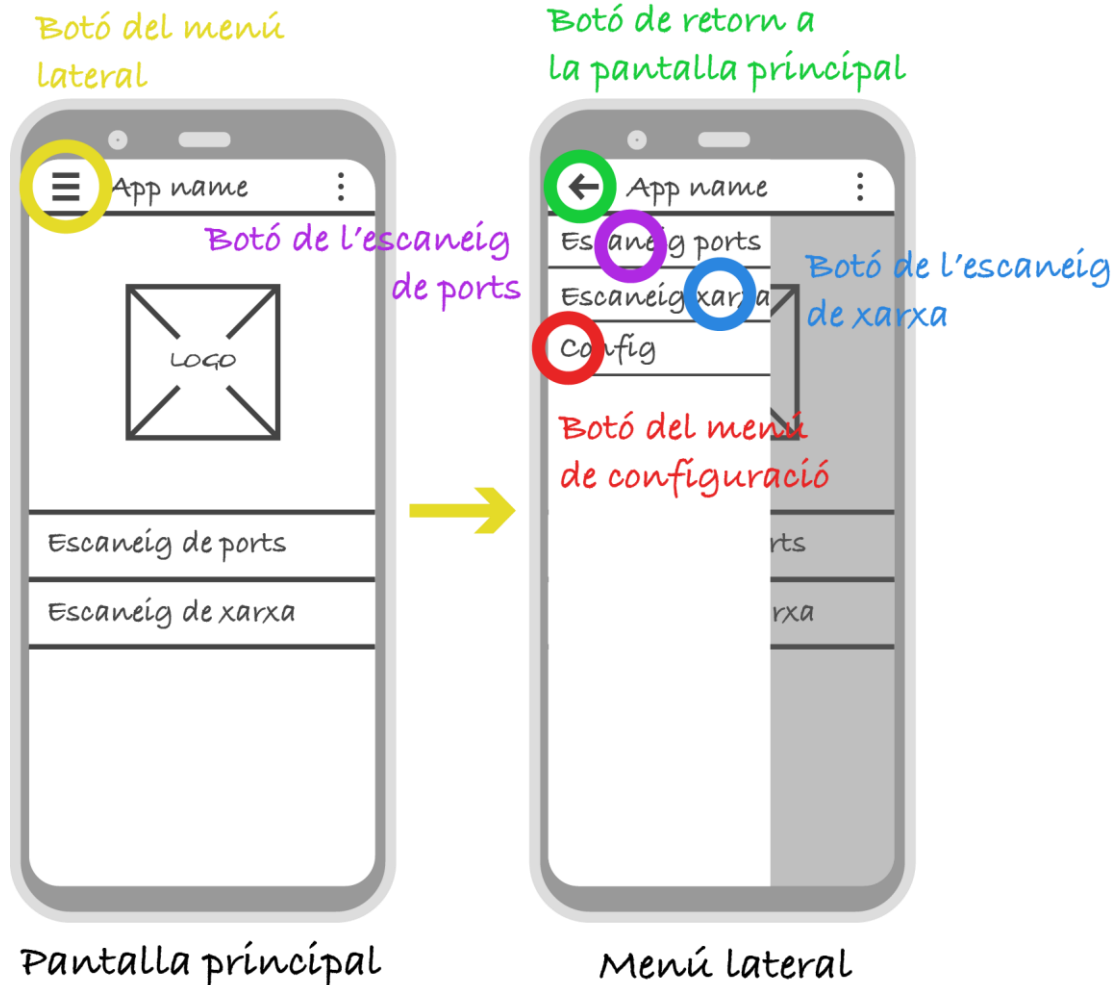 Botó del menú
lateral
Botó de retorn a
la pantalla principal
App name
Botó de l'escaneig
de ports
LOGO
Escaneig de ports
Escaneig de xarxa
Pantalla principal
App name
Escaneig ports
Escaneig xarxa
Config
Botó de l'escaneig
de xarxa
Botó del menú
de configuració
rts
rxa
Menú lateral